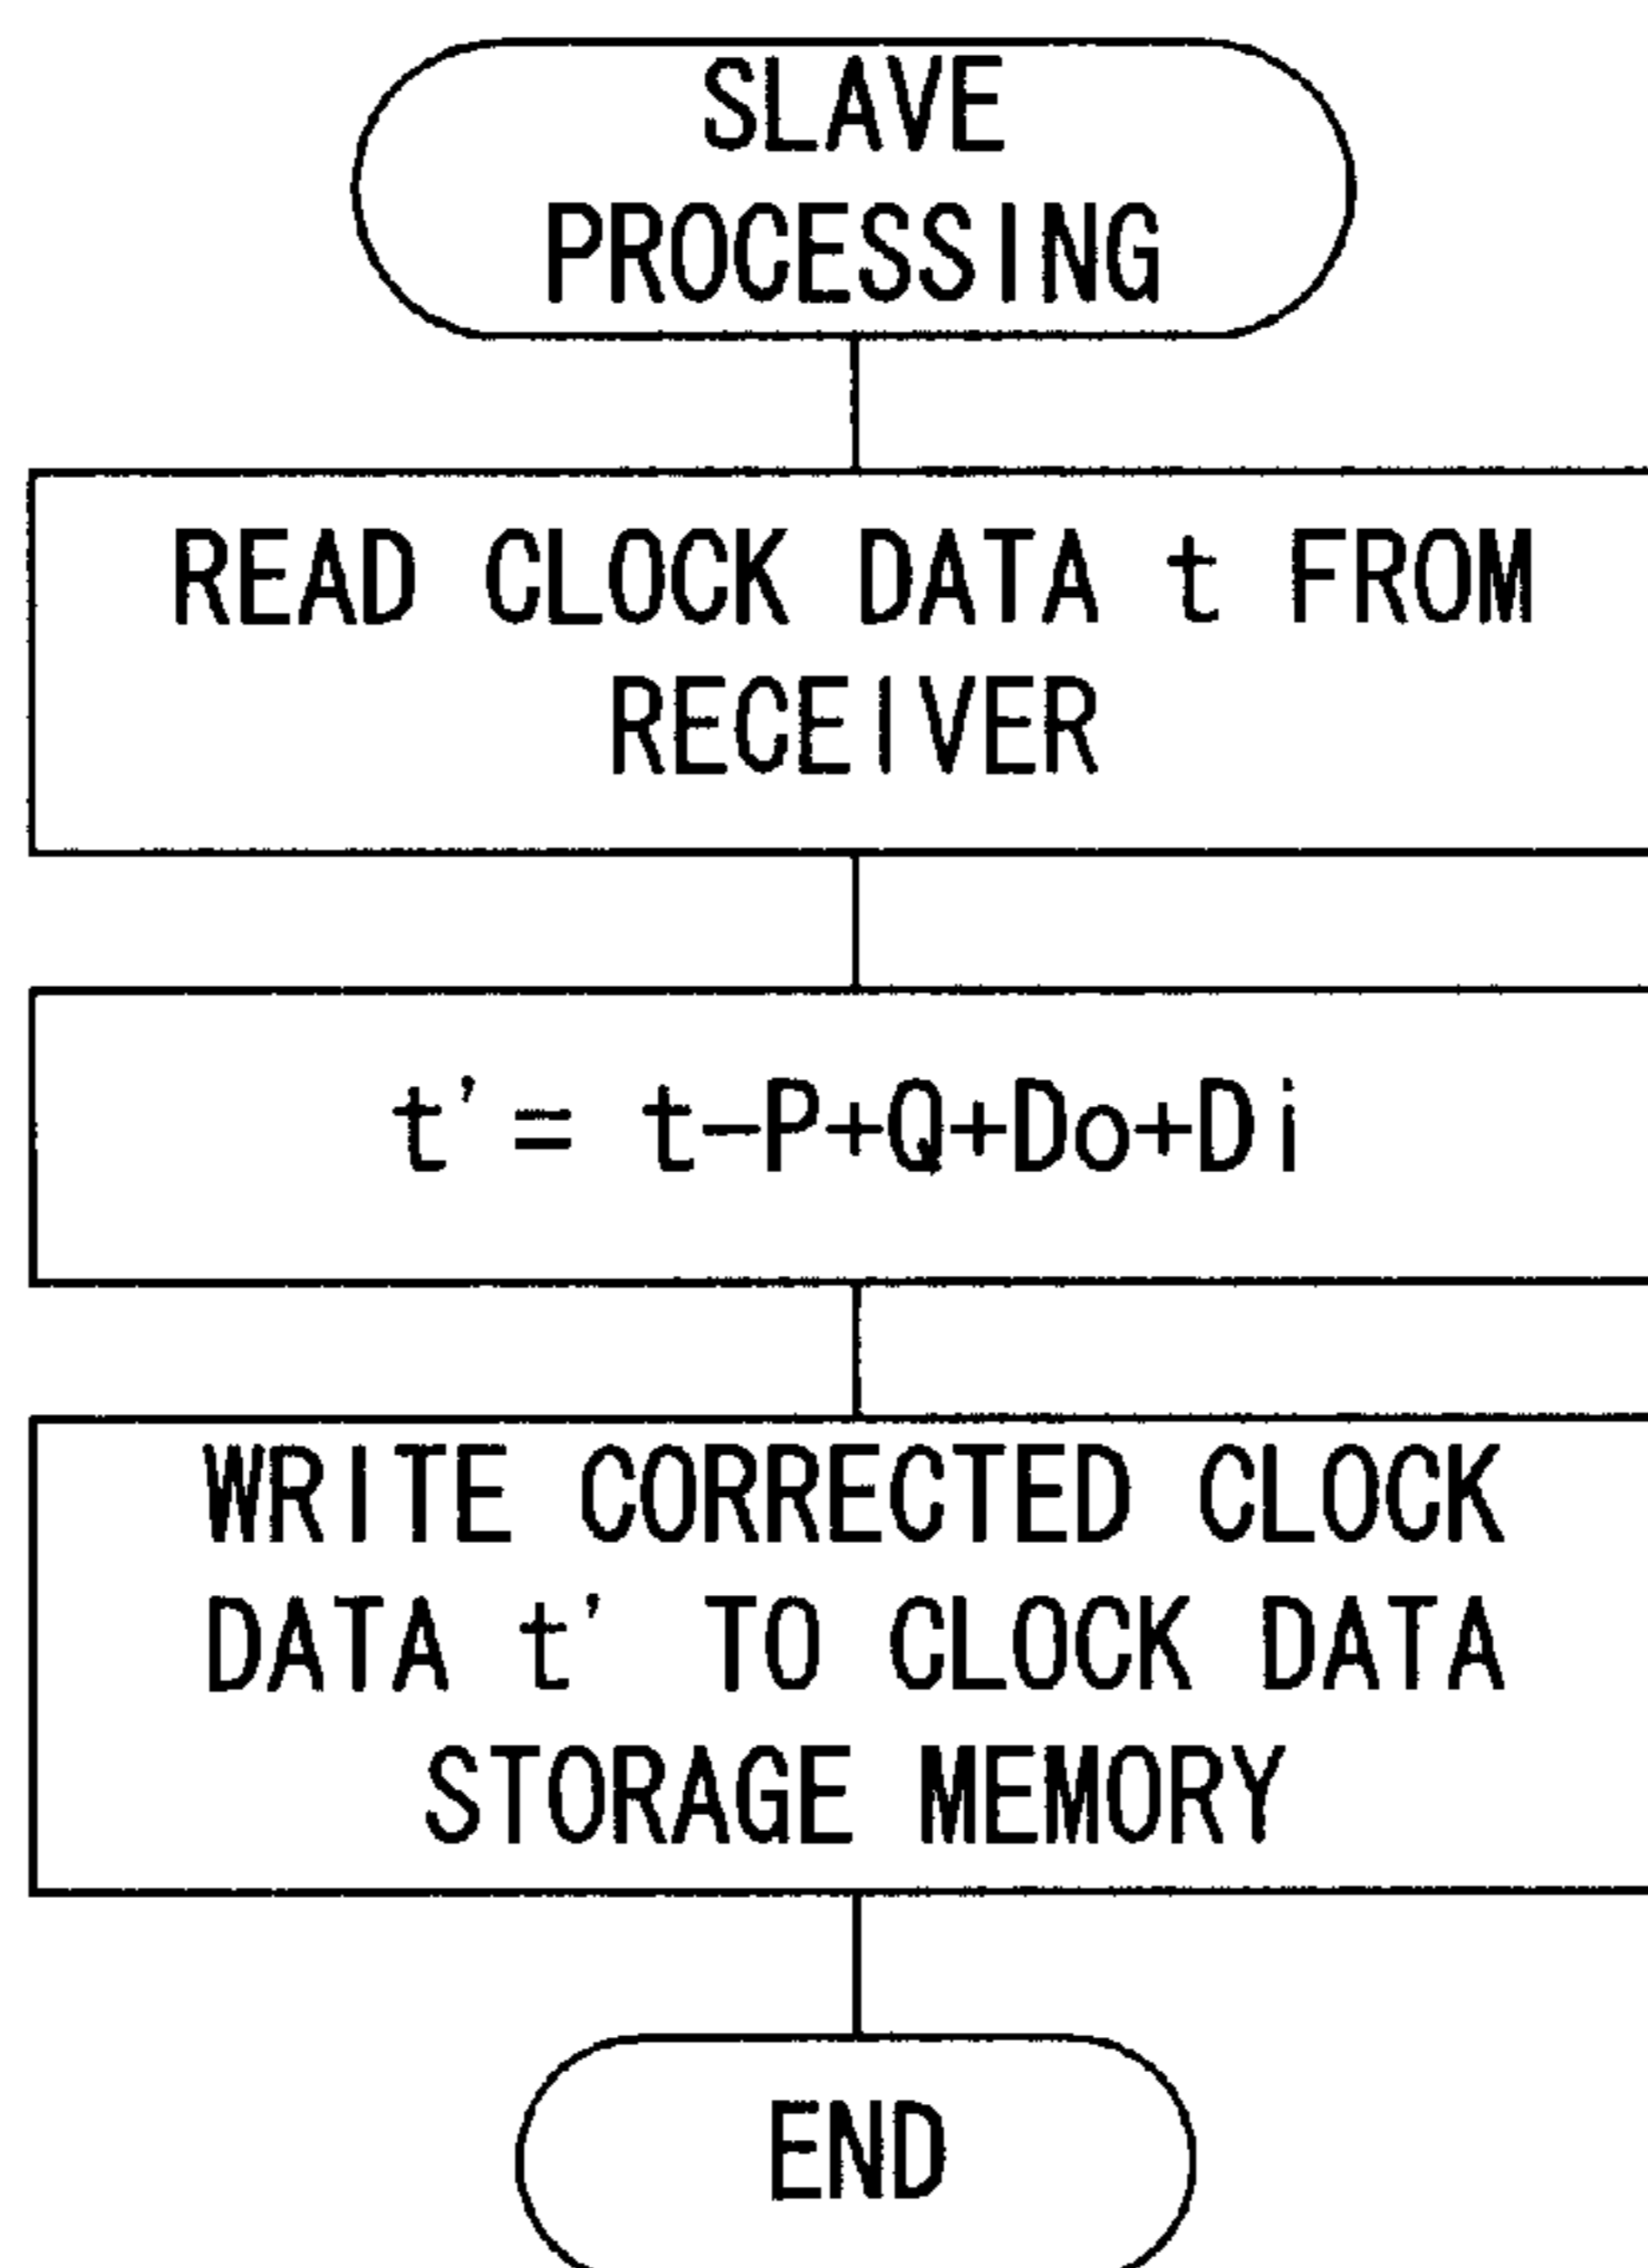 SLAVE
PROCESSING
READ CLOCK DATA t FROM
RECEIVER
t'= t-P+Q+Do+Di
WRITE CORRECTED CLOCK
DATA t' TO CLOCK DATA
STORAGE MEMORY
END